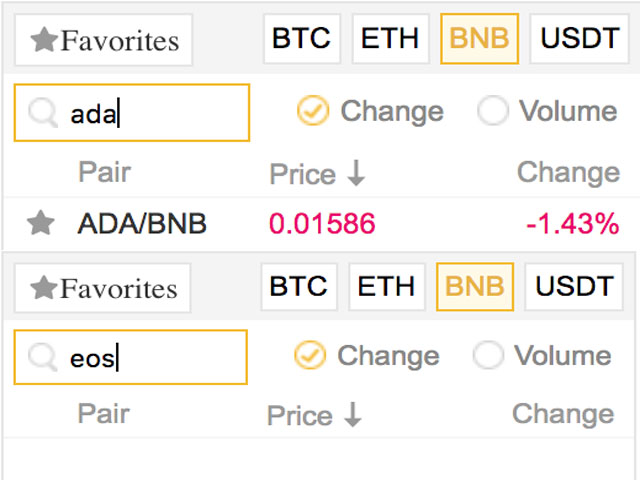 Favorites BTC ETH BNB USDT
ada Change Volume
Pair Price ↓ Change
ADA/BNB 0.01586 -1.43%
Favorites BTC ETH BNB USDT
eos Change Volume
Pair Price ↓ Change